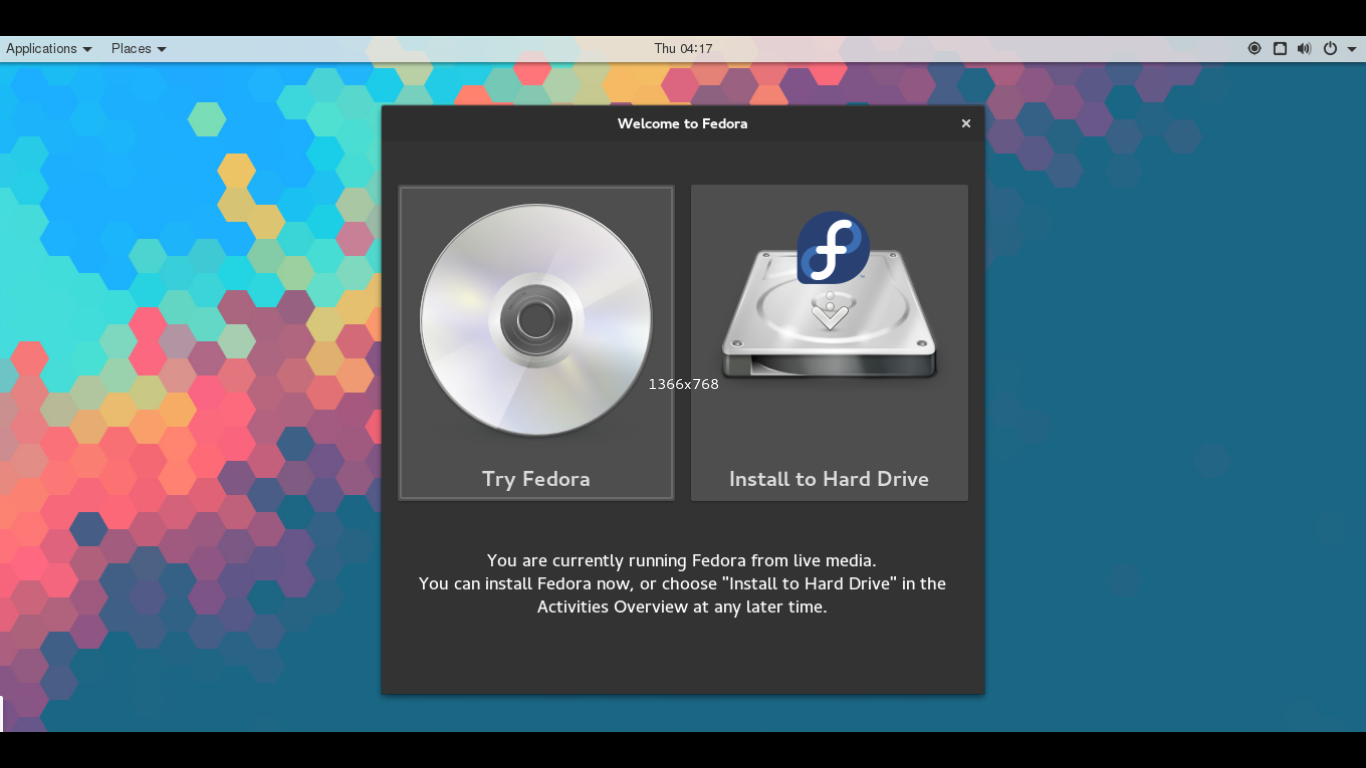 Applications Places Thu 04:17
Welcome to Fedora
1366x768
Try Fedora Install to Hard Drive
You are currently running Fedora from live media.
You can install Fedora now, or choose "Install to Hard Drive" in the
Activities Overview at any later time.